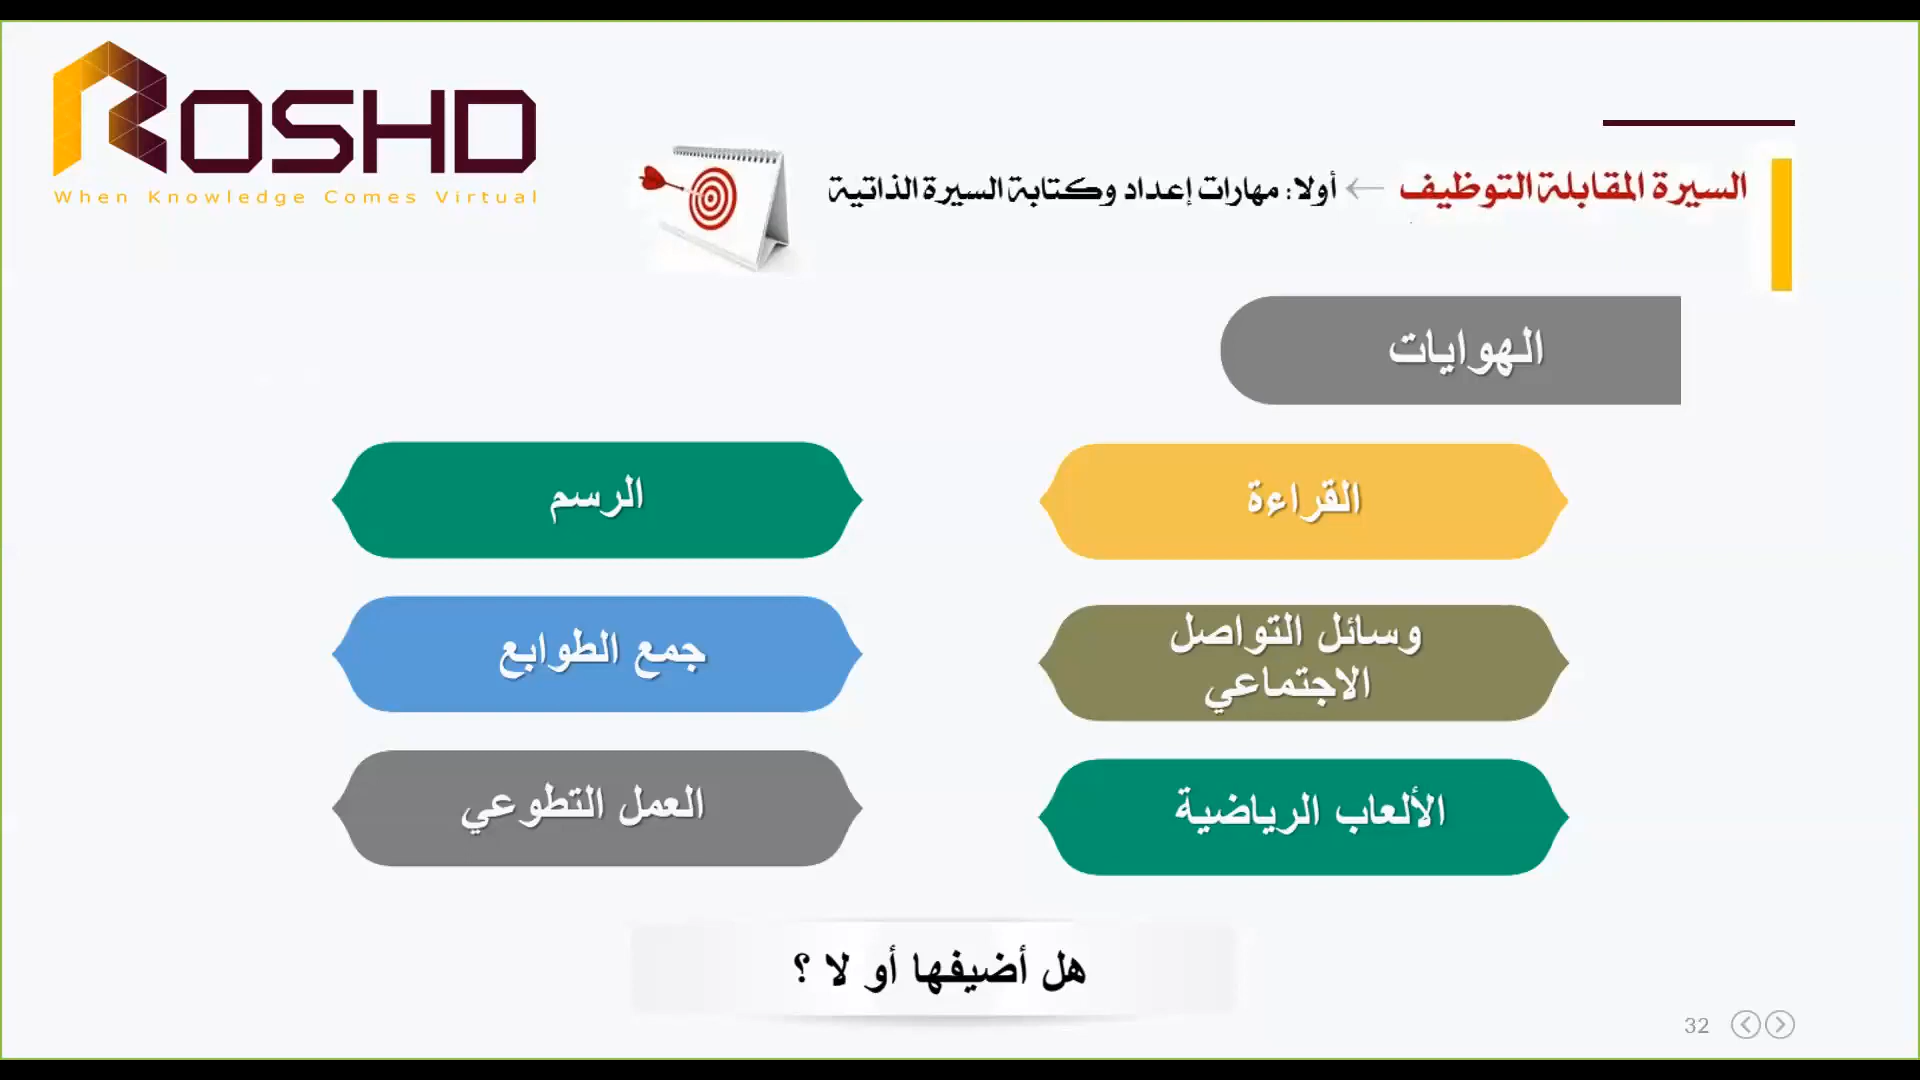 ROSHD
When Knowledge Comes Virtual
السيرة المقابلة التوظيف ← أولا: مهارات إعداد وكتابة السيرة الذاتية
الهوايات
القراءة
الرسم
وسائل التواصل
الاجتماعي
جمع الطوابع
الألعاب الرياضية
العمل التطوعي
هل أضيفها أو لا ؟
32